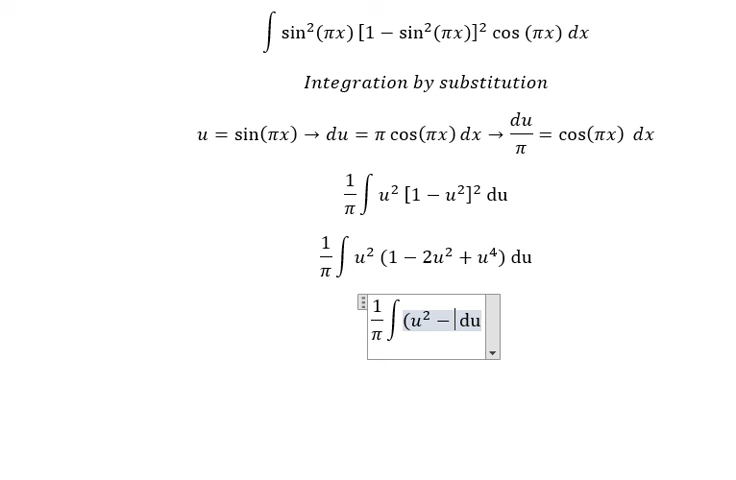 ∫ sin²(πx) [1 − sin²(πx)]² cos (πx) dx
Integration by substitution
u = sin(πx) → du = π cos(πx) dx → du/π = cos(πx) dx
1/π ∫ u² [1 − u²]² du
1/π ∫ u² (1 − 2u² + u⁴) du
1/π ∫ (u² − du